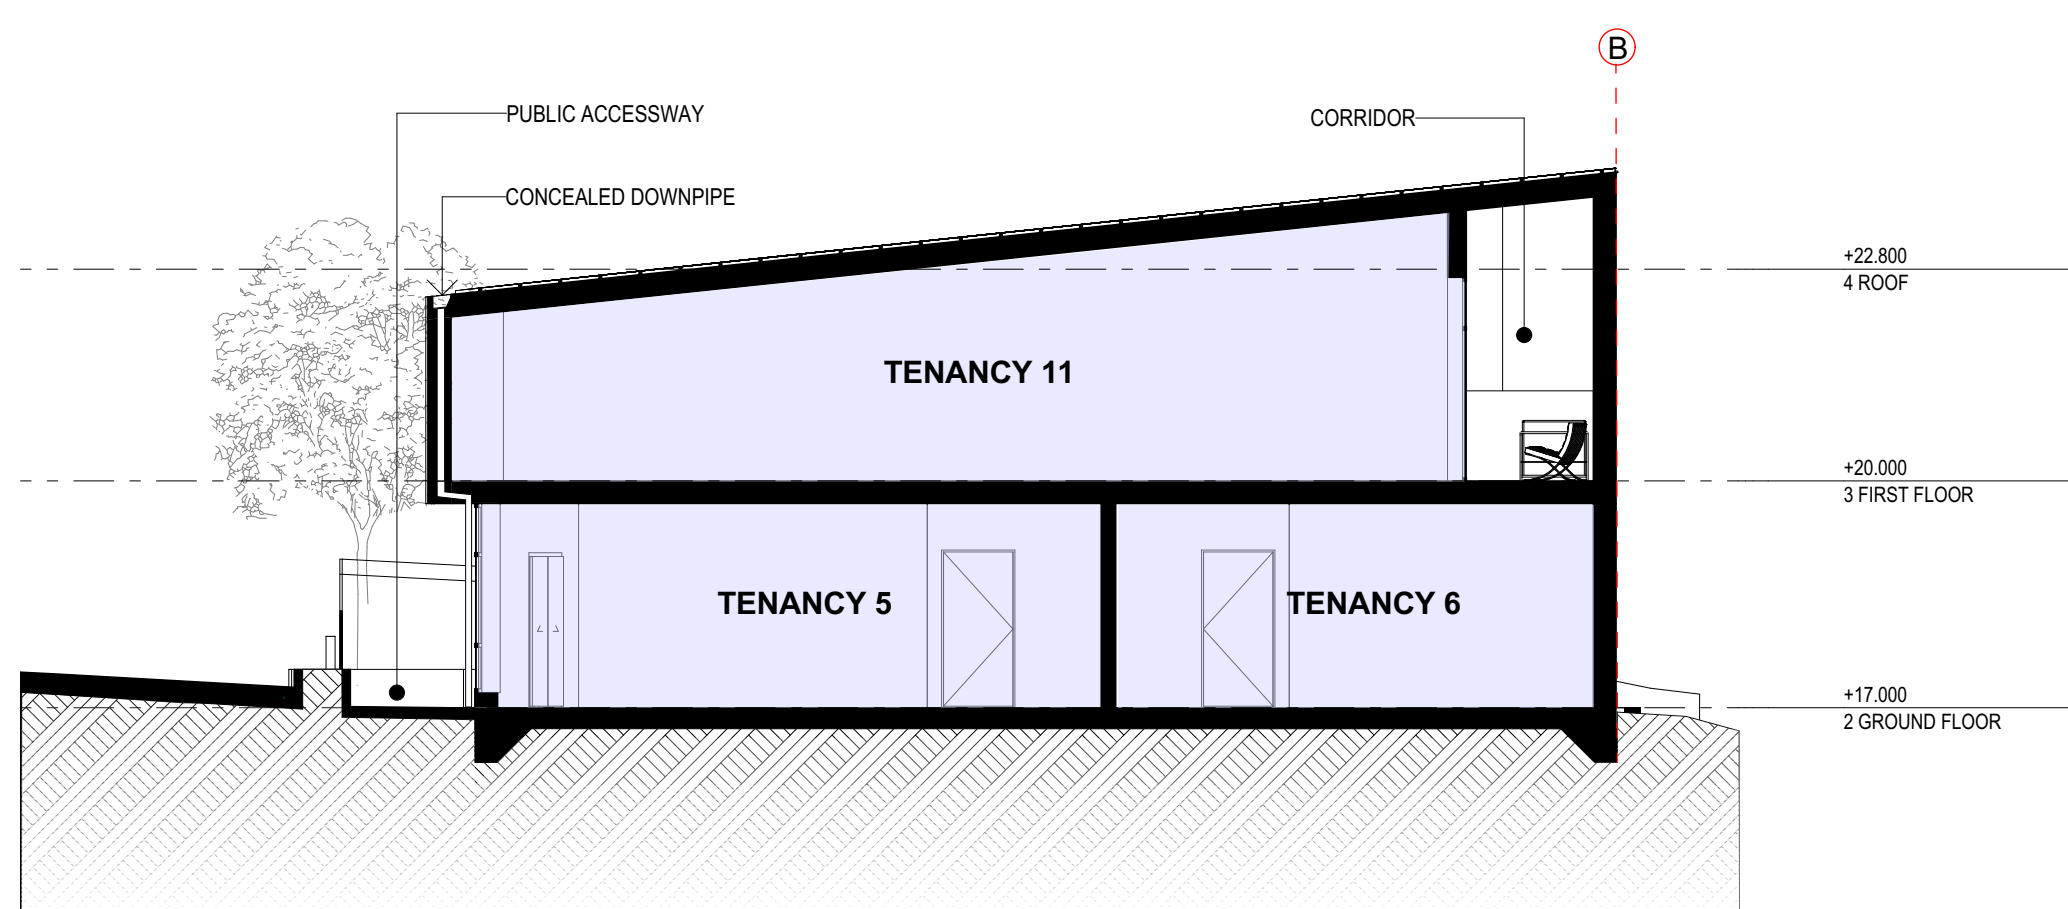 B
PUBLIC ACCESSWAY
CORRIDOR
CONCEALED DOWNPIPE
+22.800
4 ROOF
TENANCY 11
+20.000
3 FIRST FLOOR
TENANCY 5
TENANCY 6
+17.000
2 GROUND FLOOR